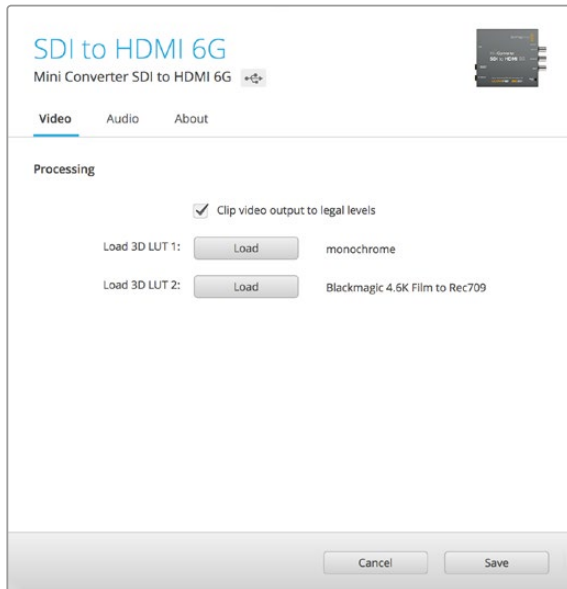 SDI to HDMI 6G
Mini Converter SDI to HDMI 6G
Video Audio About
Processing
Clip video output to legal levels
Load 3D LUT 1: Load monochrome
Load 3D LUT 2: Load Blackmagic 4.6K Film to Rec709
Cancel Save